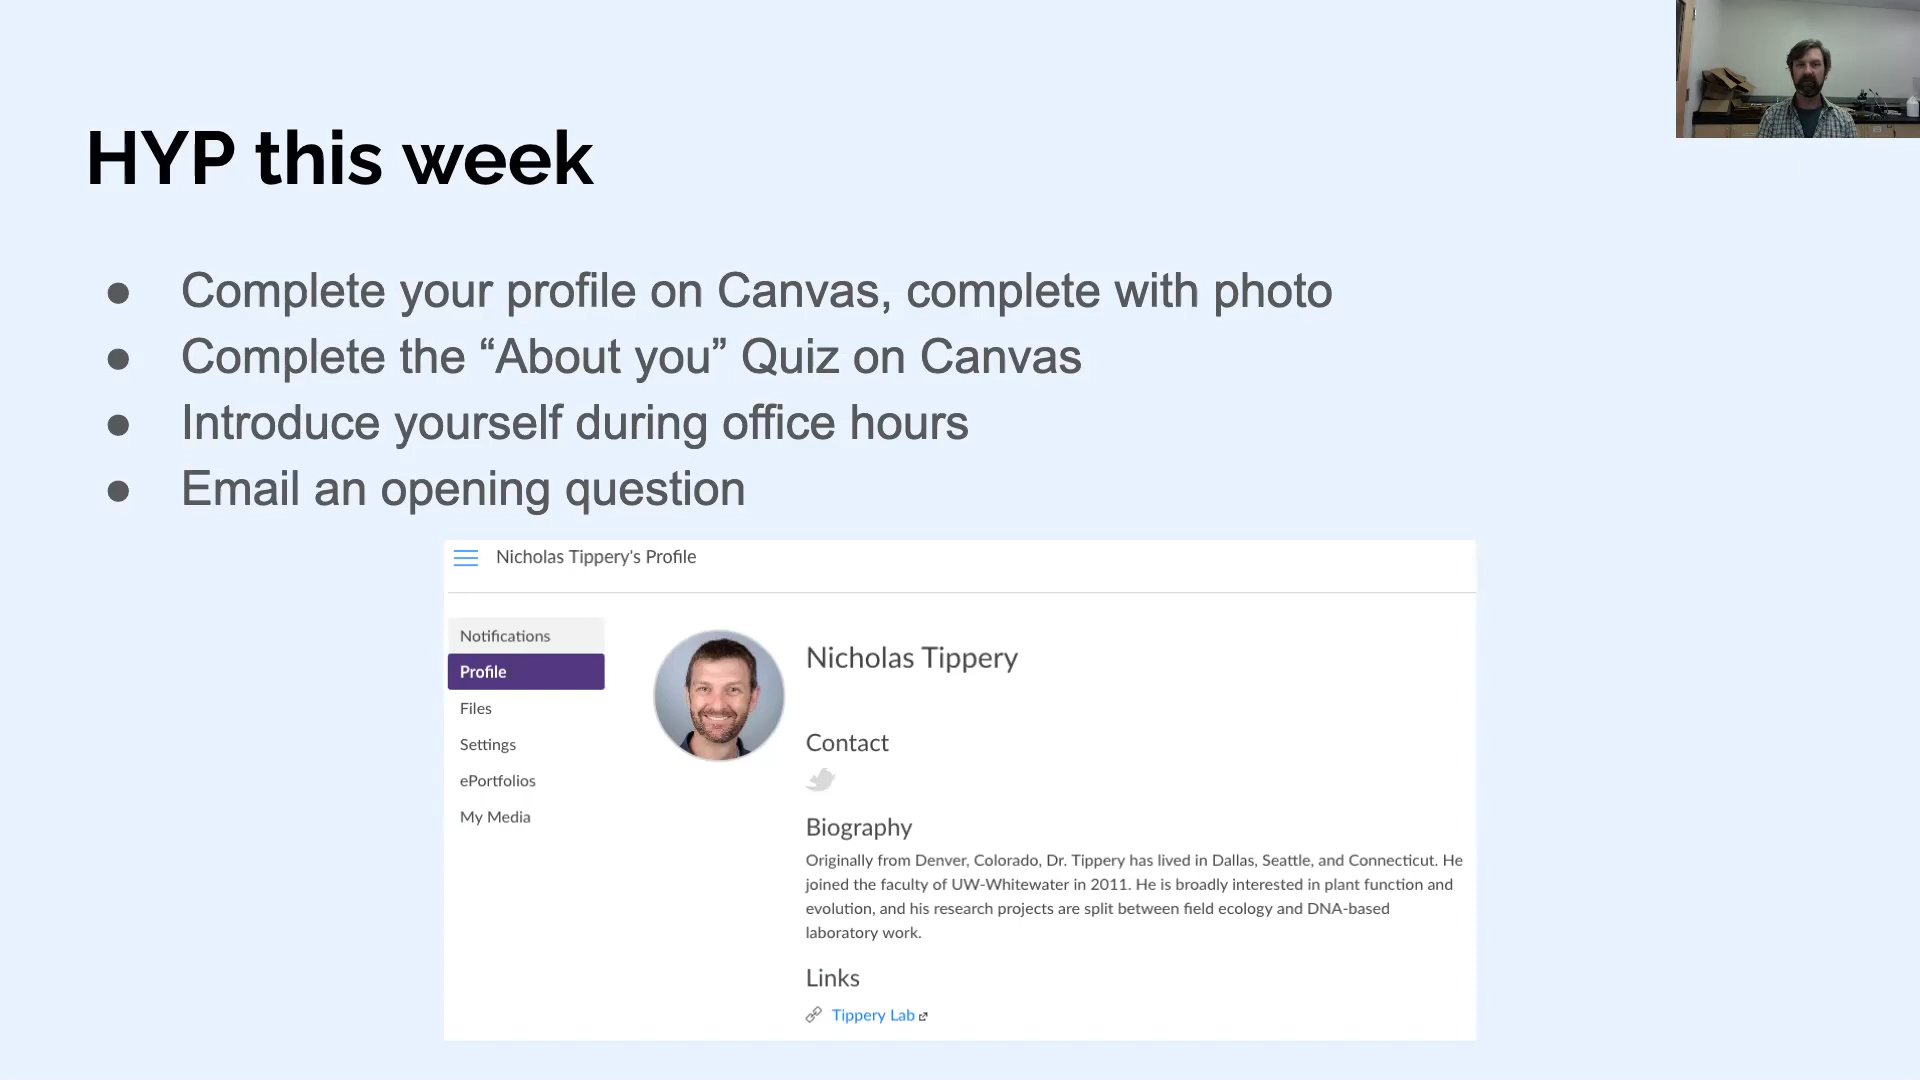 HYP this week
● Complete your profile on Canvas, complete with photo
● Complete the “About you” Quiz on Canvas
● Introduce yourself during office hours
● Email an opening question
Nicholas Tippery's Profile
Notifications
Profile
Files
Settings
ePortfolios
My Media
Nicholas Tippery
Contact
Biography
Originally from Denver, Colorado, Dr. Tippery has lived in Dallas, Seattle, and Connecticut. He
joined the faculty of UW-Whitewater in 2011. He is broadly interested in plant function and
evolution, and his research projects are split between field ecology and DNA-based
laboratory work.
Links
Tippery Lab